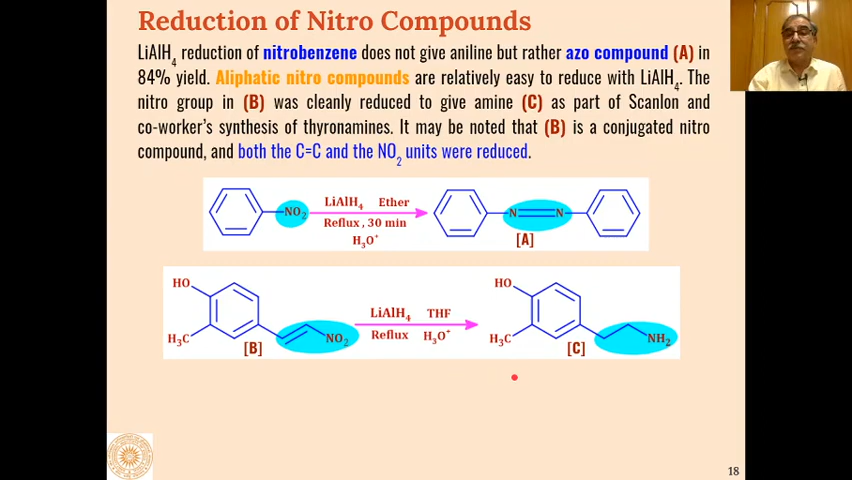 Reduction of Nitro Compounds
LiAlH4 reduction of nitrobenzene does not give aniline but rather azo compound (A) in
84% yield. Aliphatic nitro compounds are relatively easy to reduce with LiAlH4. The
nitro group in (B) was cleanly reduced to give amine (C) as part of Scanlon and
co-worker's synthesis of thyronamines. It may be noted that (B) is a conjugated nitro
compound, and both the C=C and the NO2 units were reduced.
NO2
LiAlH4 Ether
Reflux, 30 min
H3O+
N N
[A]
HO
H3C
NO2
[B]
LiAlH4 THF
Reflux H3O+
HO
H3C
NH2
[C]
18